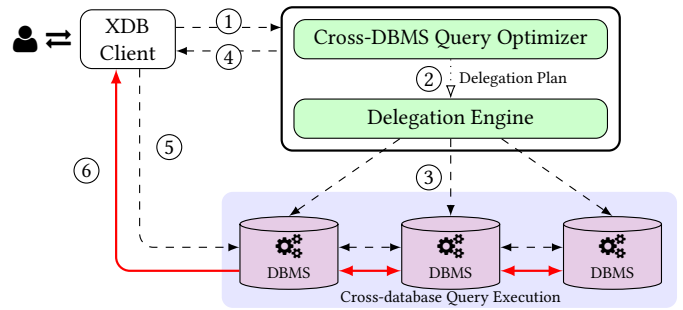 XDB
Client
①
④
Cross-DBMS Query Optimizer
②
Delegation Plan
Delegation Engine
⑤
⑥
③
DBMS
DBMS
DBMS
Cross-database Query Execution